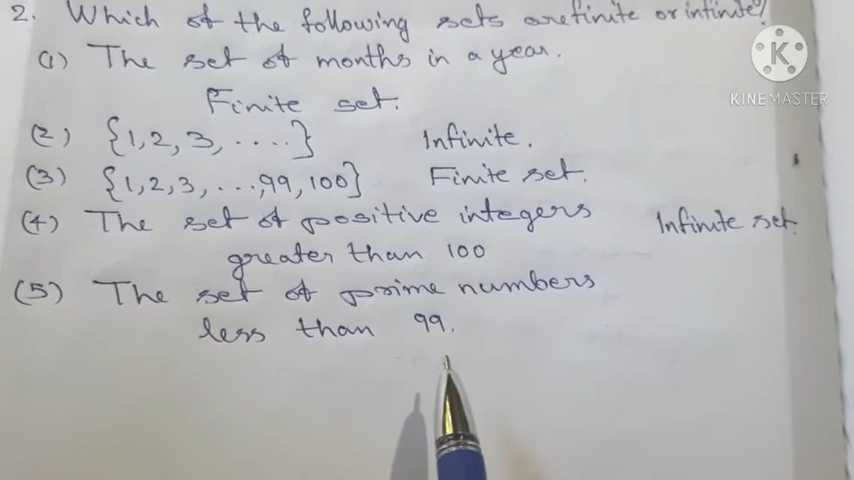 2. Which of the following sets are finite or infinite?
(1) The set of months in a year.
Finite set.
(2) {1, 2, 3, .....} Infinite.
(3) {1, 2, 3, ..., 99, 100} Finite set.
(4) The set of positive integers Infinite set.
greater than 100
(5) The set of prime numbers
less than 99.
KINEMASTER